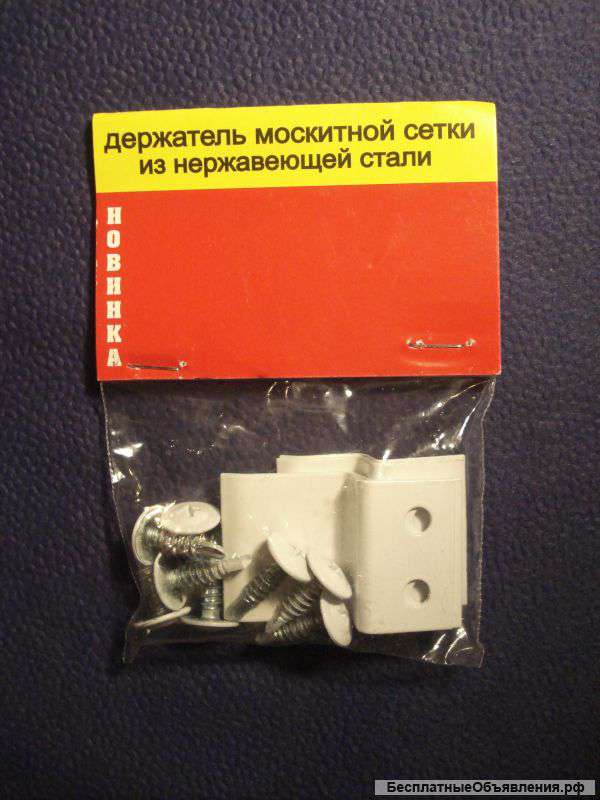 держатель москитной сетки
из нержавеющей стали
НОВИНКА
БесплатныеОбъявления.рф